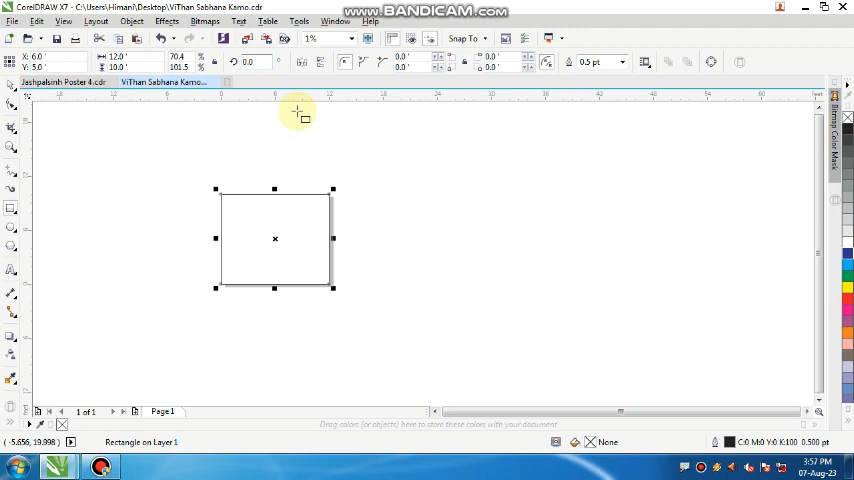 CorelDRAW X7 - C:\Users\Himani\Desktop\ViThan Sabhana Kamo.cdr
www.BANDICAM.com
File Edit View Layout Object Effects Bitmaps Text Table Tools Window Help
1% Snap To
X: 6.0 ' 12.0 ' 70.4 % 0.0 ° 0.0 ' 0.0 ' 0.5 pt
Y: 5.0 ' 10.0 ' 101.5 % 0.0 ' 0.0 '
Jashpalsinh Poster 4.cdr ViThan Sabhana Kamo...
18 12 6 0 6 12 18 24 30 36 42 48 54 60 feet
Bitmap Color Mask
1 of 1 Page 1
Drag colors (or objects) here to store these colors with your document
( -5.656, 19.998 ) Rectangle on Layer 1 None C:0 M:0 Y:0 K:100 0.500 pt
3:57 PM
07-Aug-23